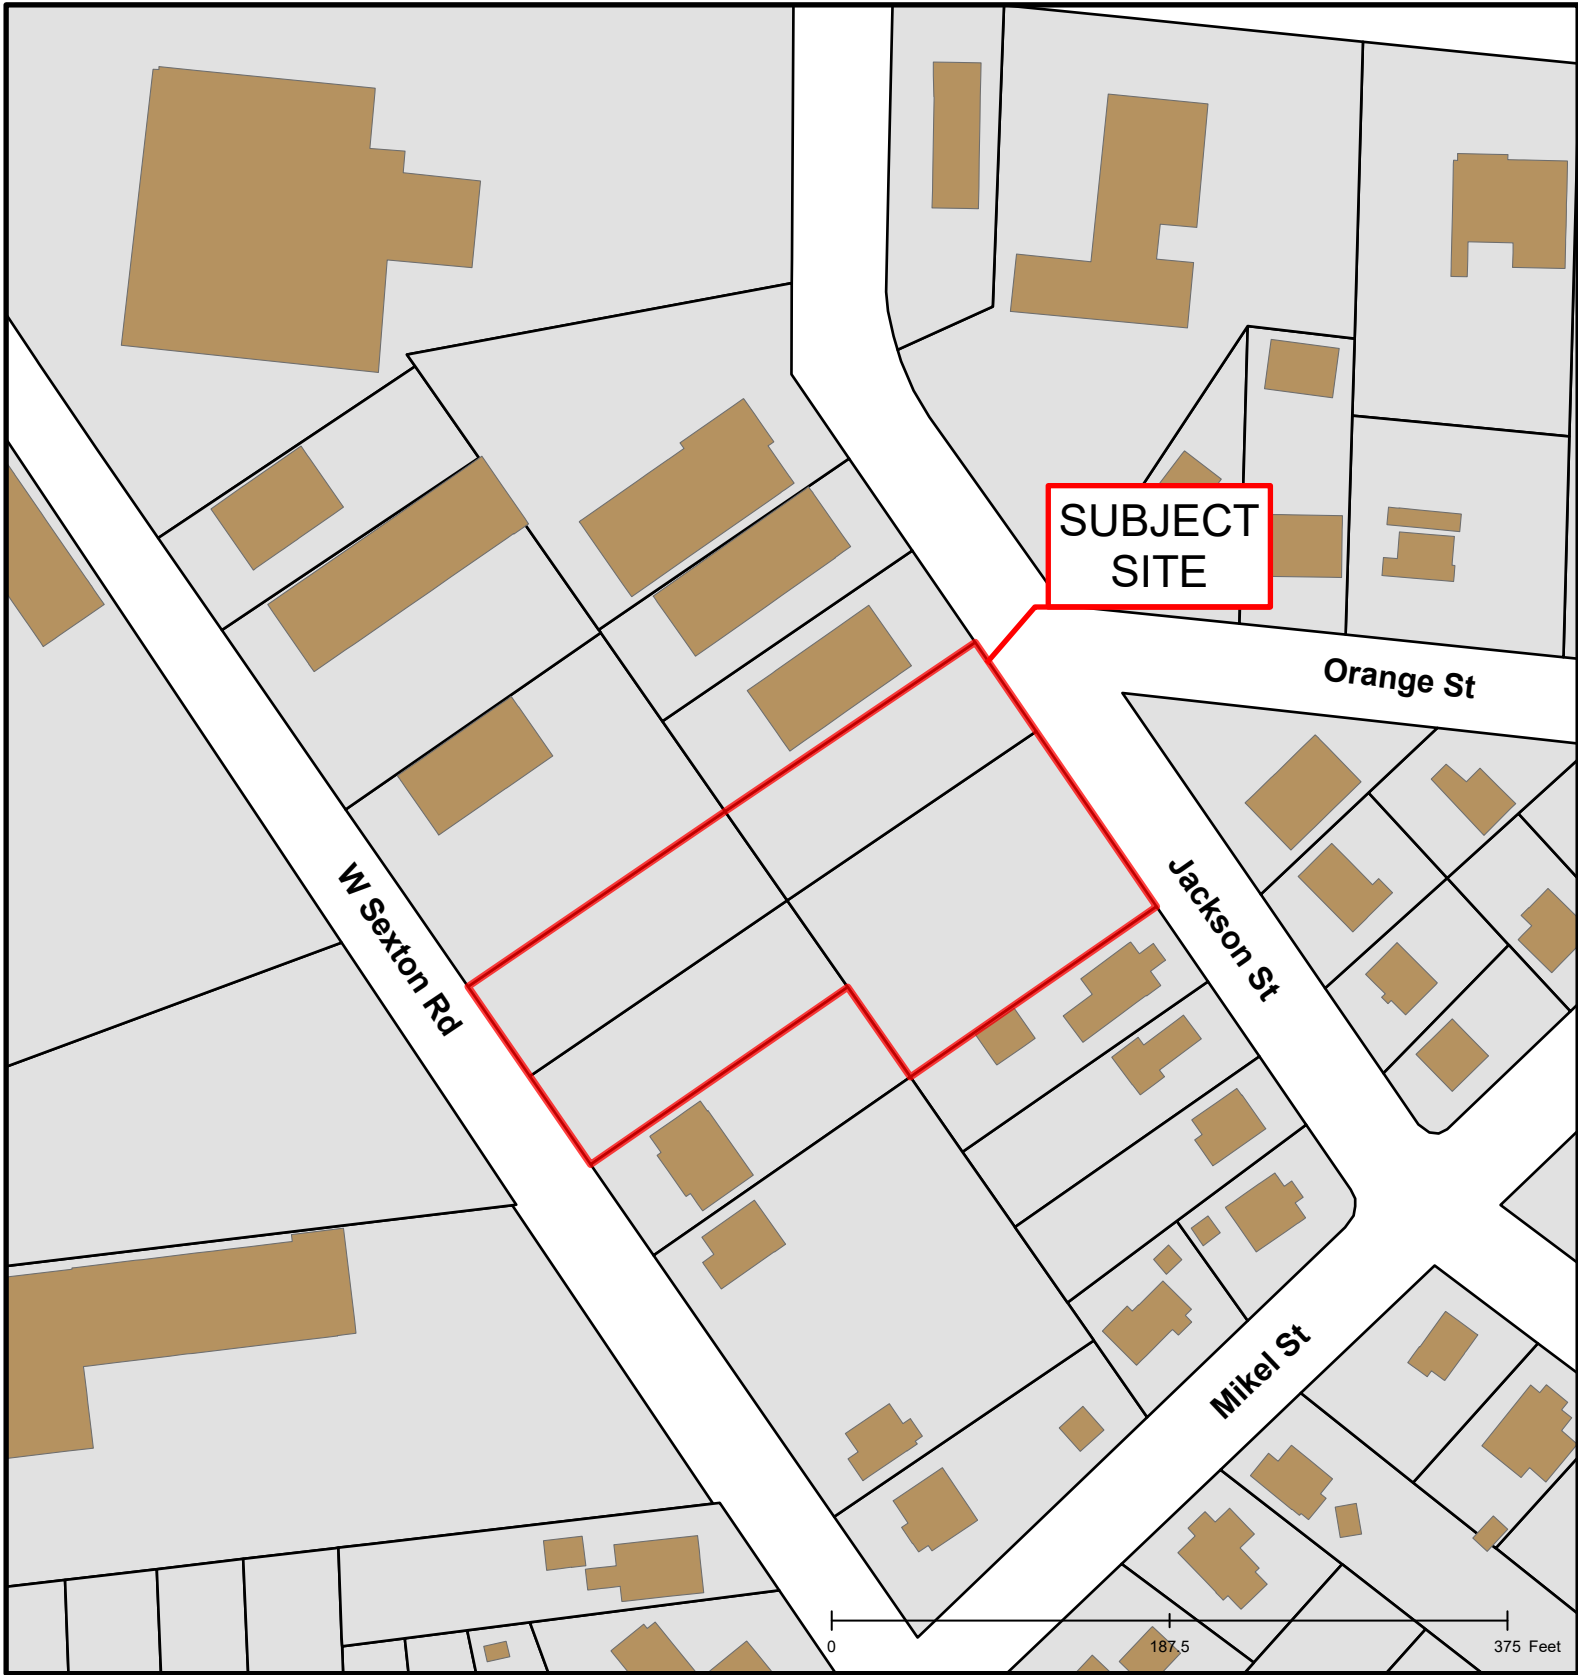 SUBJECT
SITE
Orange St
W Sexton Rd
Jackson St
Mikel St
0 187.5 375 Feet